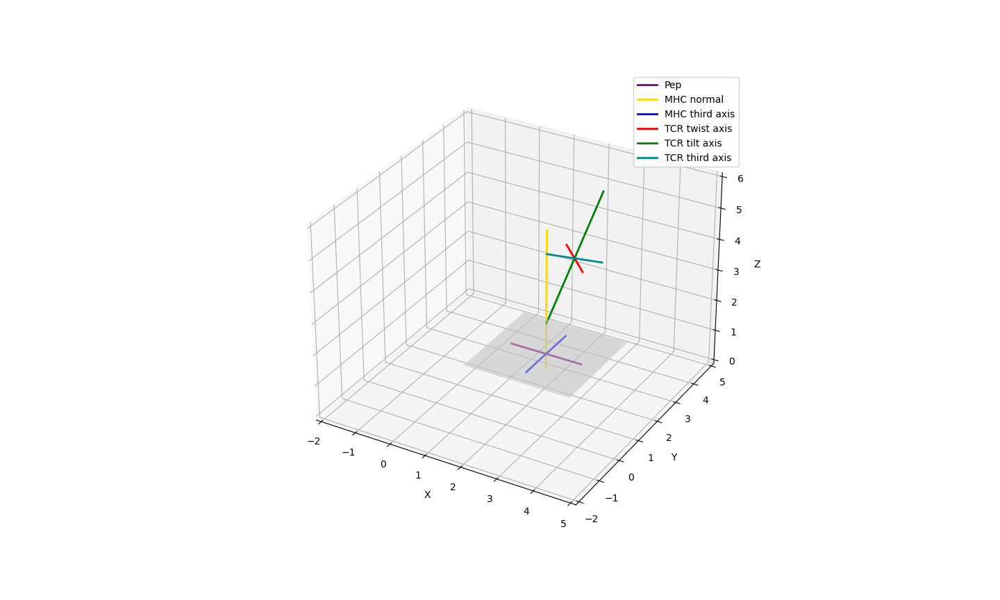 Pep
MHC normal
MHC third axis
TCR twist axis
TCR tilt axis
TCR third axis
6
5
4
Z
3
2
1
0
5
4
3
2
1
0
−1
−2
Y
−2
−1
0
1
2
3
4
5
X